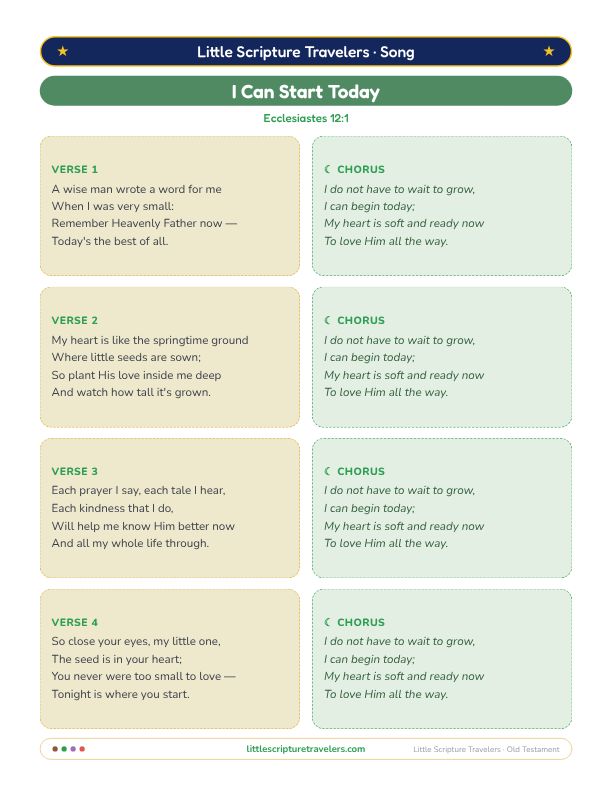 ★ Little Scripture Travelers · Song ★
I Can Start Today
Ecclesiastes 12:1
VERSE 1
A wise man wrote a word for me
When I was very small:
Remember Heavenly Father now —
Today's the best of all.
☾ CHORUS
I do not have to wait to grow,
I can begin today;
My heart is soft and ready now
To love Him all the way.
VERSE 2
My heart is like the springtime ground
Where little seeds are sown;
So plant His love inside me deep
And watch how tall it's grown.
☾ CHORUS
I do not have to wait to grow,
I can begin today;
My heart is soft and ready now
To love Him all the way.
VERSE 3
Each prayer I say, each tale I hear,
Each kindness that I do,
Will help me know Him better now
And all my whole life through.
☾ CHORUS
I do not have to wait to grow,
I can begin today;
My heart is soft and ready now
To love Him all the way.
VERSE 4
So close your eyes, my little one,
The seed is in your heart;
You never were too small to love —
Tonight is where you start.
☾ CHORUS
I do not have to wait to grow,
I can begin today;
My heart is soft and ready now
To love Him all the way.
littlescripturetravelers.com
Little Scripture Travelers · Old Testament